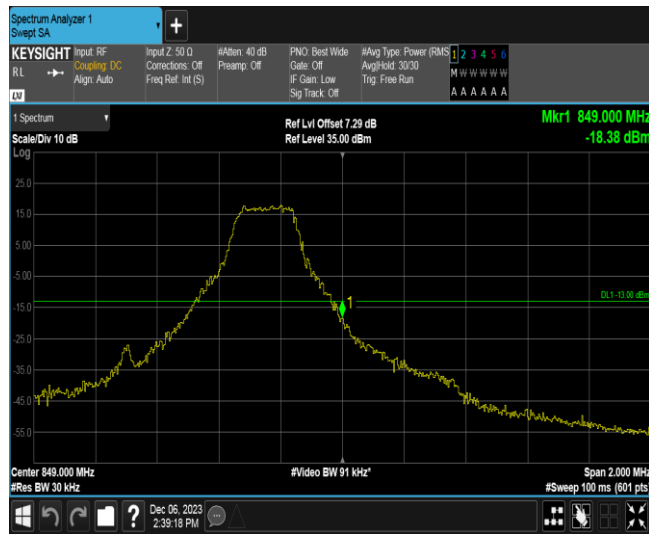 Spectrum Analyzer 1
Swept SA
+
KEYSIGHT
RL
LXI
Input: RF
Coupling: DC
Align: Auto
Input Z: 50 Ω
Corrections: Off
Freq Ref: Int (S)
#Atten: 40 dB
Preamp: Off
PNO: Best Wide
Gate: Off
IF Gain: Low
Sig Track: Off
#Avg Type: Power (RMS
Avg|Hold: 30/30
Trig: Free Run
1 2 3 4 5 6
M W W W W W
A A A A A A
1 Spectrum
Scale/Div 10 dB
Ref Lvl Offset 7.29 dB
Ref Level 35.00 dBm
Mkr1 849.000 MHz
-18.38 dBm
Log
25.0
15.0
5.00
-5.00
-15.0
-25.0
-35.0
-45.0
-55.0
1
DL1 -13.00 dBm
Center 849.000 MHz
#Video BW 91 kHz*
Span 2.000 MHz
#Res BW 30 kHz
#Sweep 100 ms (601 pts)
?
Dec 06, 2023
2:39:18 PM